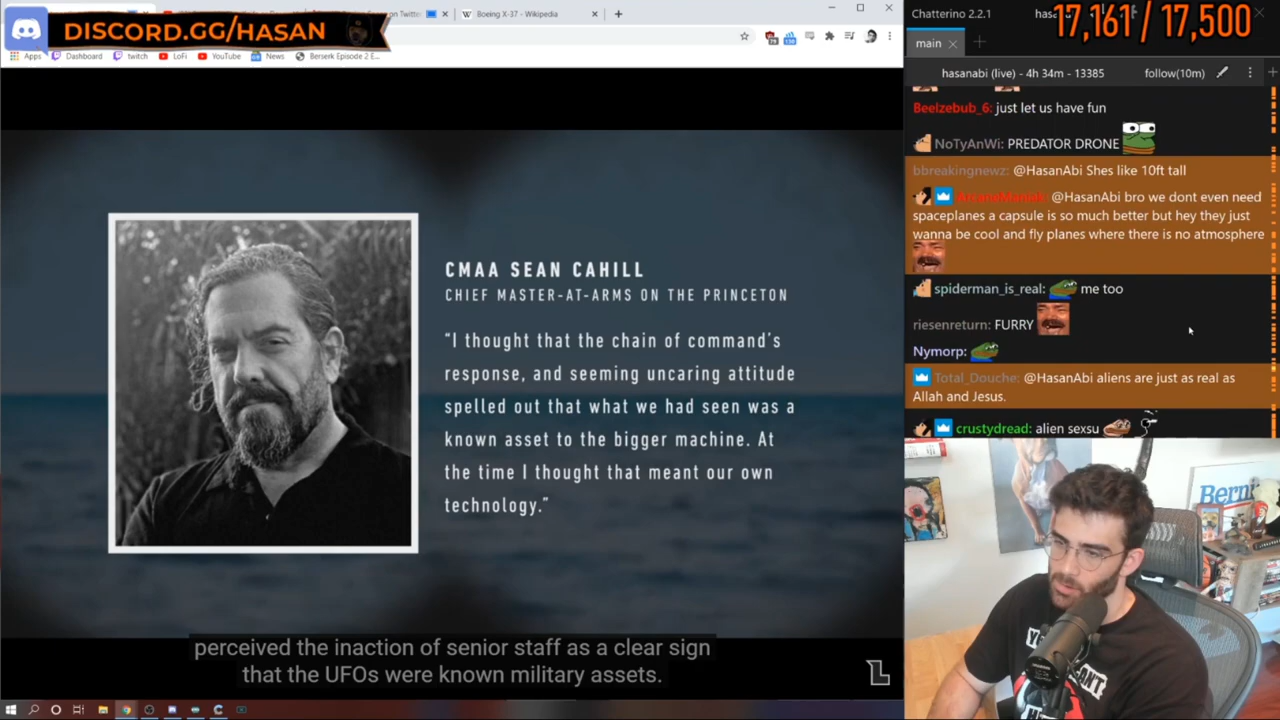 DISCORD.GG/HASAN
on Twitte
Boeing X-37 - Wikipedia
Apps
Dashboard
twitch
LoFi
YouTube
News
Berserk Episode 2 E...
CMAA SEAN CAHILL
CHIEF MASTER-AT-ARMS ON THE PRINCETON
“I thought that the chain of command's
response, and seeming uncaring attitude
spelled out that what we had seen was a
known asset to the bigger machine. At
the time I thought that meant our own
technology.”
perceived the inaction of senior staff as a clear sign
that the UFOs were known military assets.
Chatterino 2.2.1
17,161 / 17,500
main
hasanabi (live) - 4h 34m - 13385
follow(10m)
Beelzebub_6: just let us have fun
NoTyAnWi: PREDATOR DRONE
bbreakingnewz: @HasanAbi Shes like 10ft tall
@HasanAbi bro we dont even need
spaceplanes a capsule is so much better but hey they just
wanna be cool and fly planes where there is no atmosphere
spiderman_is_real: me too
riesenreturn: FURRY
Nymorp:
Total_Douche: @HasanAbi aliens are just as real as
Allah and Jesus.
crustydread: alien sexsu
Bernie